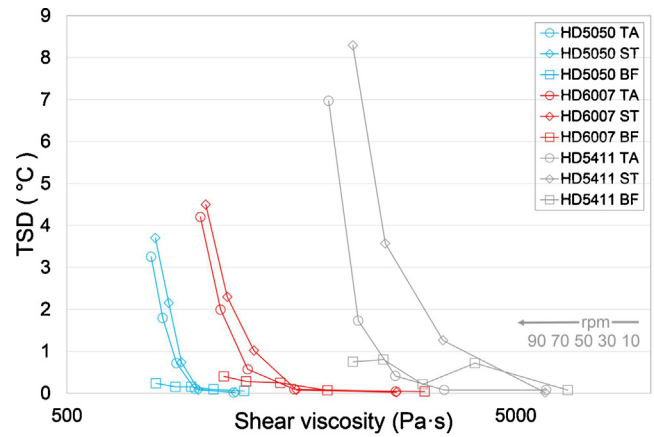 9
8
7
6
5
4
3
2
1
0
TSD ( °C)
HD5050 TA
HD5050 ST
HD5050 BF
HD6007 TA
HD6007 ST
HD6007 BF
HD5411 TA
HD5411 ST
HD5411 BF
rpm
90 70 50 30 10
500 Shear viscosity (Pa·s) 5000